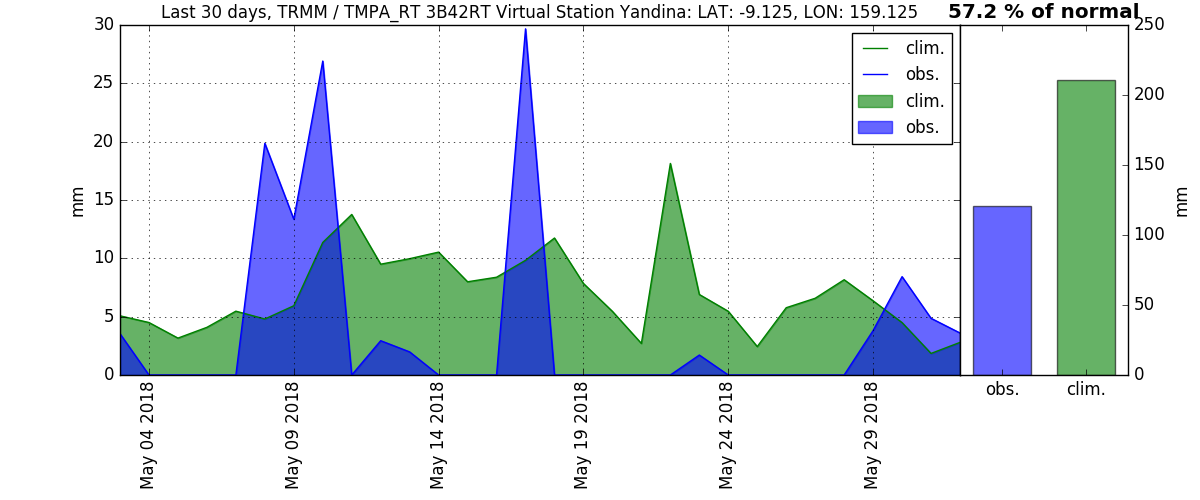 Last 30 days, TRMM / TMPA_RT 3B42RT Virtual Station Yandina: LAT: -9.125, LON: 159.125
57.2 % of normal
30
25
20
15
10
5
0
mm
clim.
obs.
clim.
obs.
May 04 2018
May 09 2018
May 14 2018
May 19 2018
May 24 2018
May 29 2018
250
200
150
100
50
0
mm
obs.
clim.